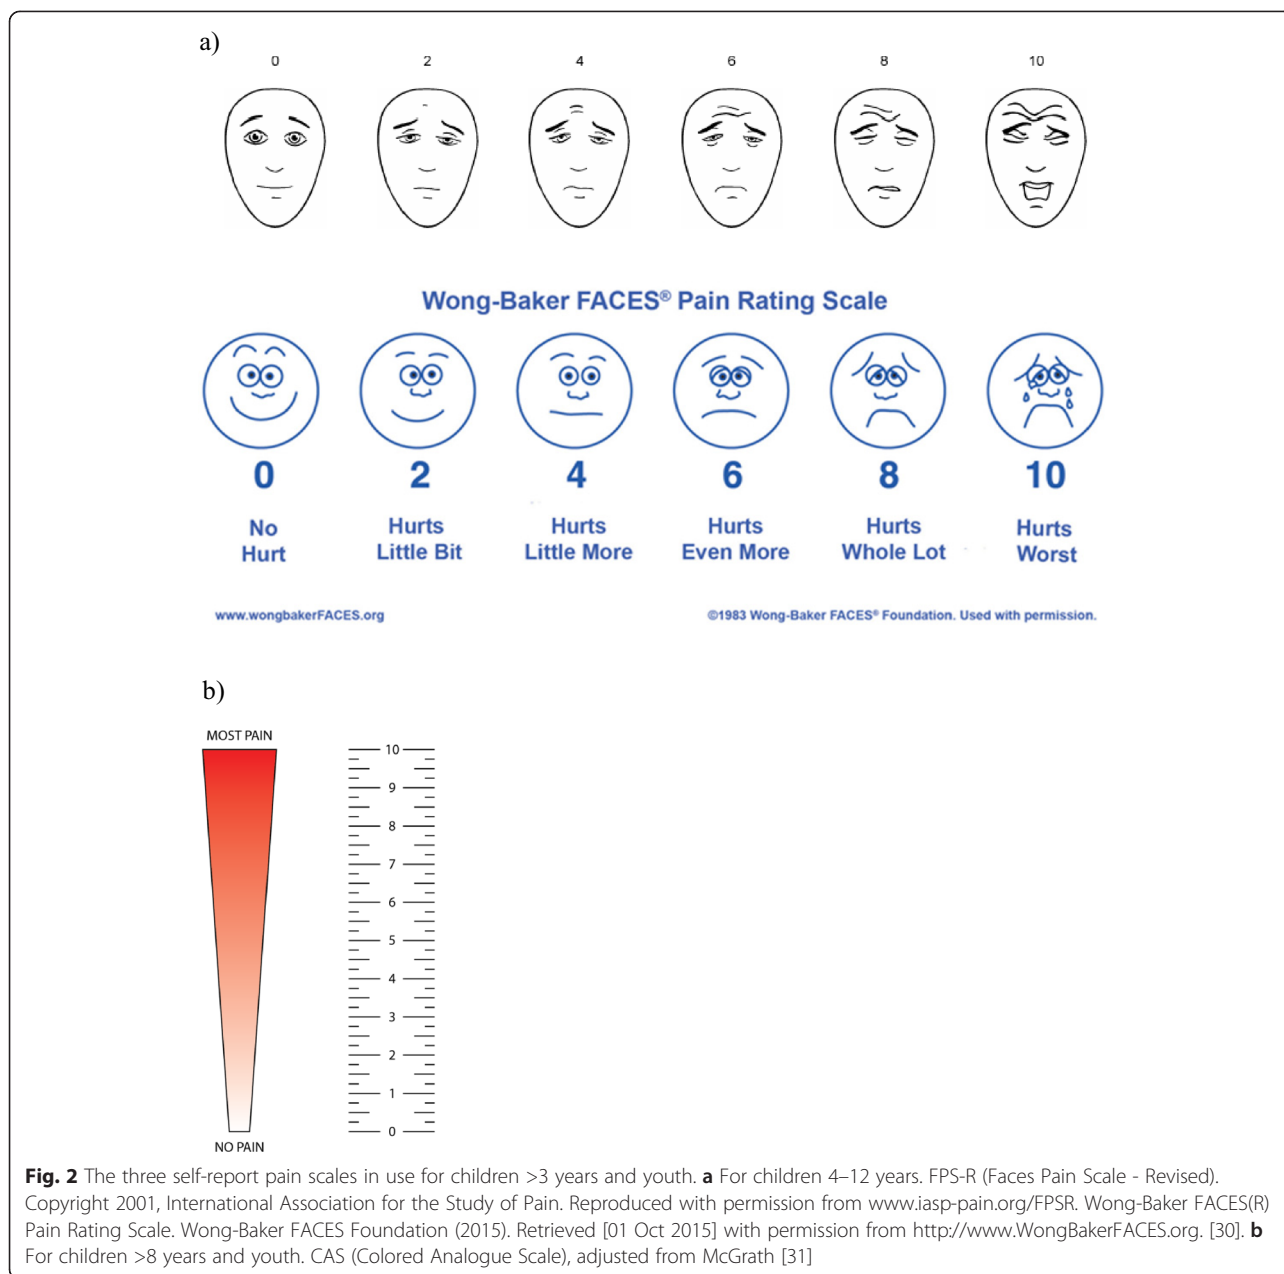 a)
0 2 4 6 8 10
Wong-Baker FACES® Pain Rating Scale
0 2 4 6 8 10
No Hurts Hurts Hurts Hurts Hurts
Hurt Little Bit Little More Even More Whole Lot Worst
www.wongbakerFACES.org ©1983 Wong-Baker FACES® Foundation. Used with permission.
b)
MOST PAIN
10
9
8
7
6
5
4
3
2
1
0
NO PAIN
Fig. 2 The three self-report pain scales in use for children >3 years and youth. a For children 4–12 years. FPS-R (Faces Pain Scale - Revised).
Copyright 2001, International Association for the Study of Pain. Reproduced with permission from www.iasp-pain.org/FPSR. Wong-Baker FACES(R)
Pain Rating Scale. Wong-Baker FACES Foundation (2015). Retrieved [01 Oct 2015] with permission from http://www.WongBakerFACES.org. [30]. b
For children >8 years and youth. CAS (Colored Analogue Scale), adjusted from McGrath [31]